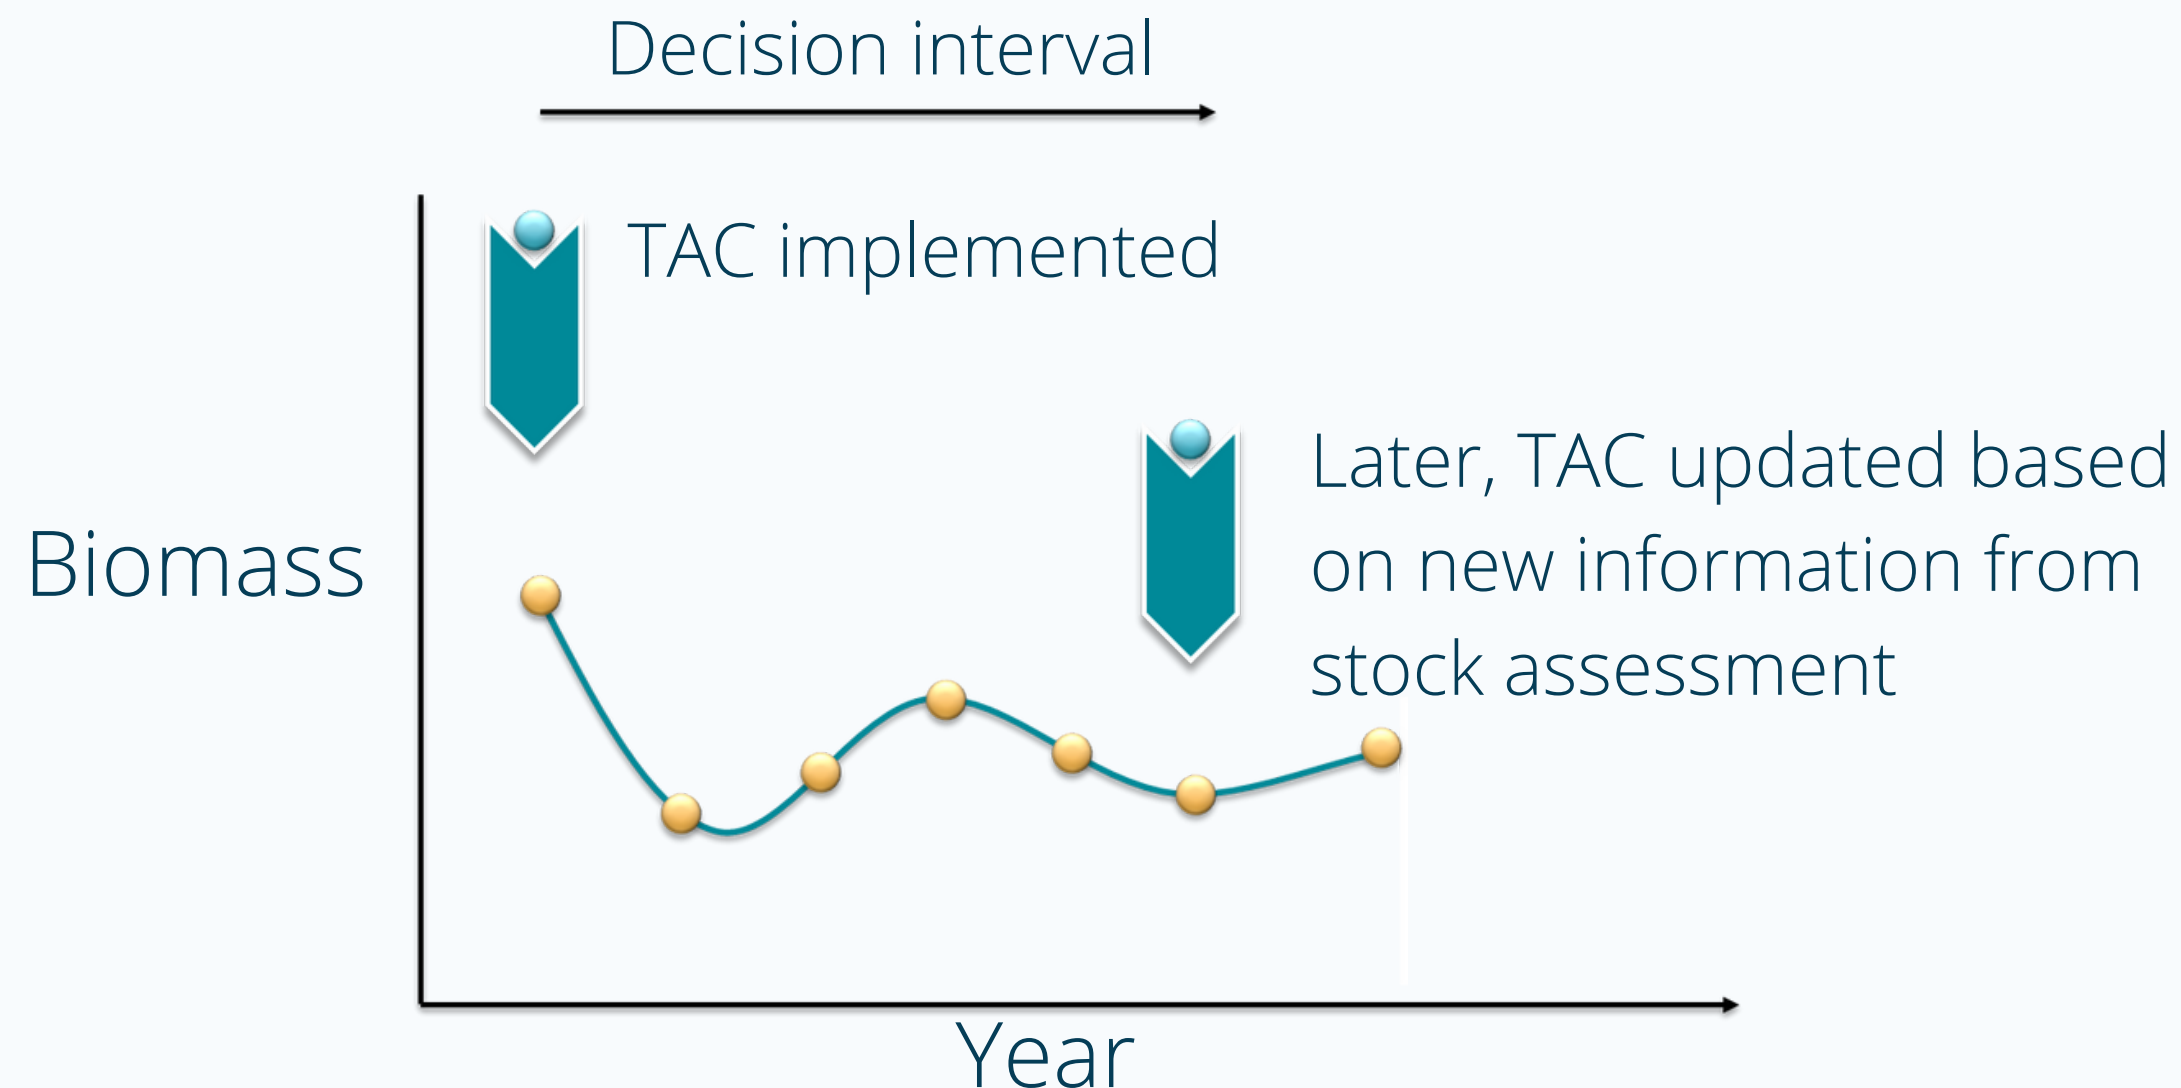 Decision interval
TAC implemented
Later, TAC updated based
on new information from
stock assessment
Biomass
Year